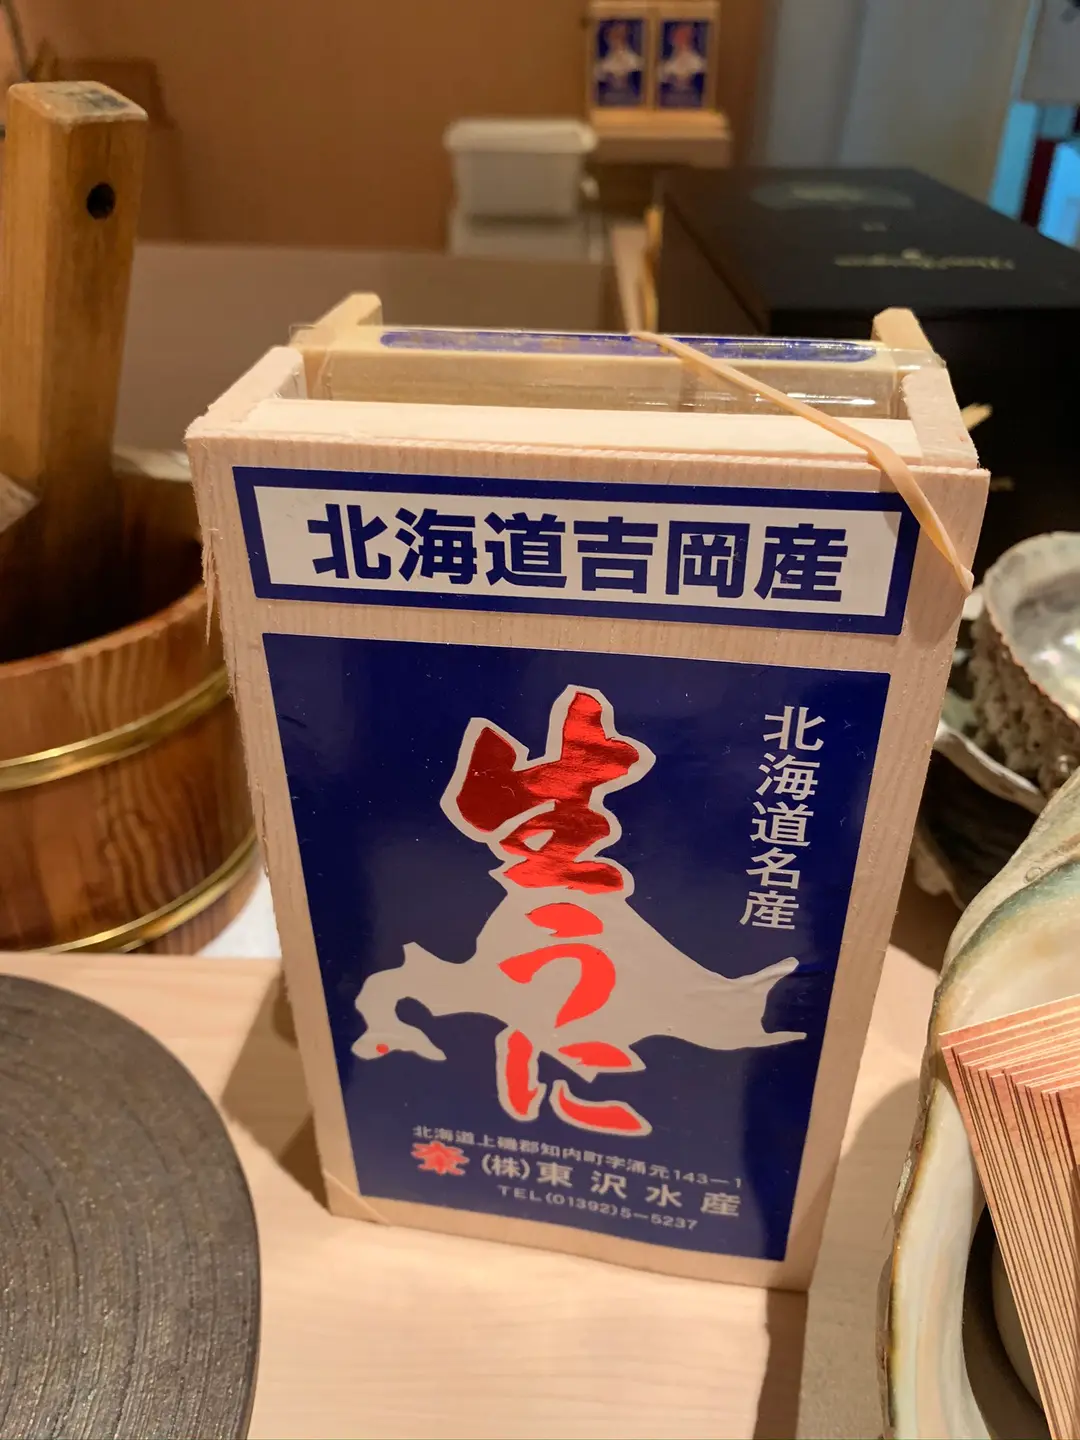 北海道吉岡産
北海道名産
生うに
北海道上磯郡知内町字涌元143-1
(株)東沢水産
TEL(01392)5-5237